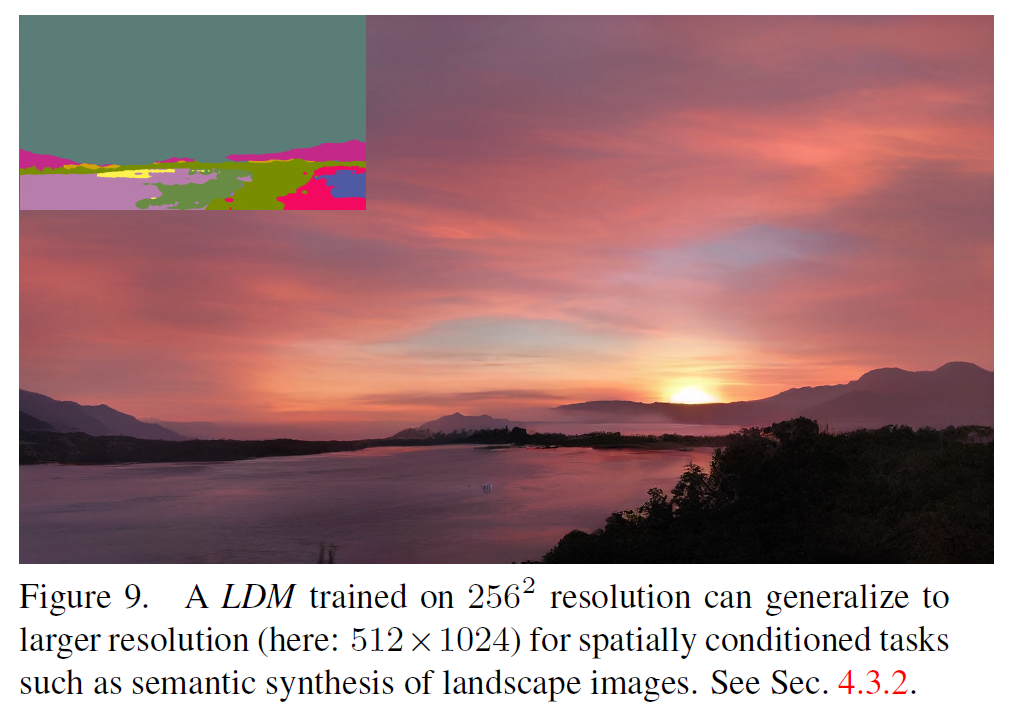 Figure 9. A LDM trained on 256² resolution can generalize to
larger resolution (here: 512×1024) for spatially conditioned tasks
such as semantic synthesis of landscape images. See Sec. 4.3.2.